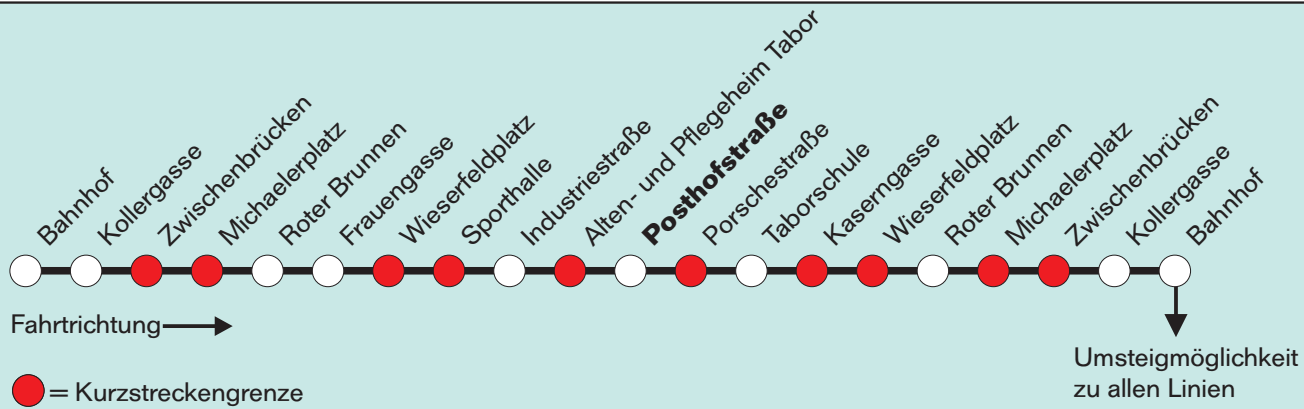 Bahnhof
Kollergasse
Zwischenbrücken
Michaelerplatz
Roter Brunnen
Frauengasse
Wieserfeldplatz
Sporthalle
Industriestraße
Alten- und Pflegeheim Tabor
Posthofstraße
Porschestraße
Taborschule
Kaserngasse
Wieserfeldplatz
Roter Brunnen
Michaelerplatz
Zwischenbrücken
Kollergasse
Bahnhof
Fahrtrichtung
Umsteigmöglichkeit
zu allen Linien
= Kurzstreckengrenze